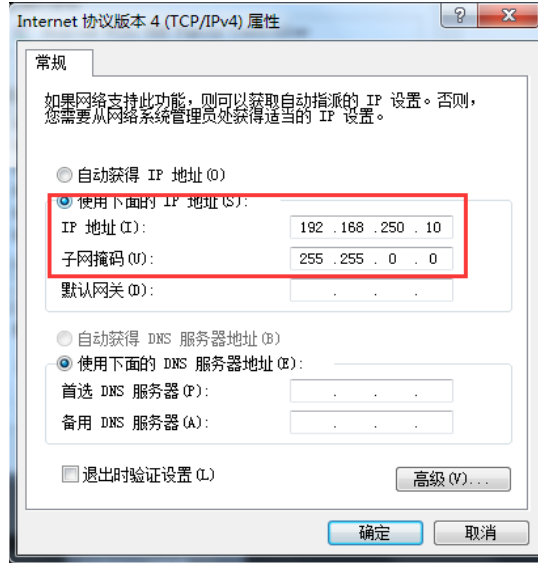 Internet 协议版本 4 (TCP/IPv4) 属性
常规
如果网络支持此功能，则可以获取自动指派的 IP 设置。否则，
您需要从网络系统管理员处获得适当的 IP 设置。
自动获得 IP 地址(O)
使用下面的 IP 地址(S):
IP 地址(I): 192 .168 .250 . 10
子网掩码(U): 255 .255 . 0 . 0
默认网关(D): . . .
自动获得 DNS 服务器地址(B)
使用下面的 DNS 服务器地址(E):
首选 DNS 服务器(P): . . .
备用 DNS 服务器(A): . . .
退出时验证设置(L)
高级(V)...
确定 取消